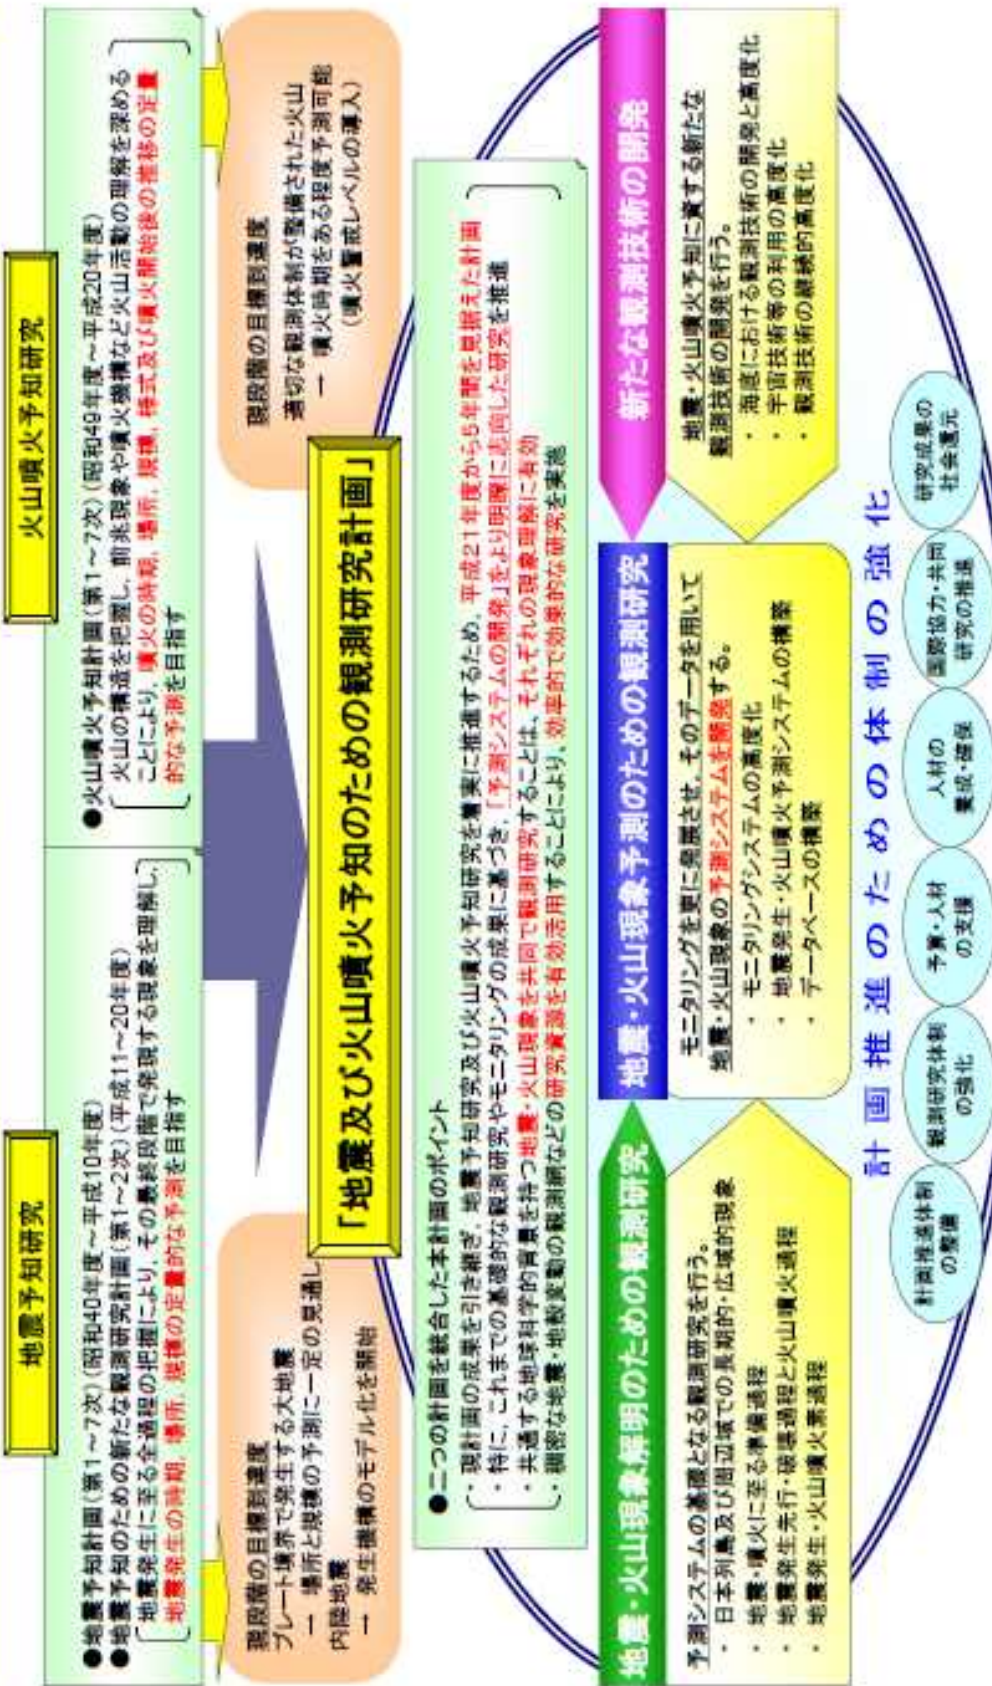 地震予知研究
●地震予知計画(第1～7次)(昭和40年度～平成10年度)
●地震予知のための新たな観測研究計画(第1～2次)(平成11～20年度)
地震発生に至る全過程の把握により、その最終段階で発現する現象を理解し、
地震発生の時期、場所、規模の定量的な予測を目指す
火山噴火予知研究
●火山噴火予知計画(第1～7次)(昭和49年度～平成20年度)
火山の構造を把握し、前兆現象や噴火機構など火山活動の理解を深める
ことにより、噴火の時期、場所、規模、様式及び噴火開始後の推移の定量
的な予測を目指す
現段階の目標到達度
プレート境界で発生する大地震
→ 場所と規模の予測に一定の見通し
内陸地震
→ 発生機構のモデル化を開始
現段階の目標到達度
適切な観測体制が整備された火山
→ 噴火時期をある程度予測可能
(噴火警戒レベルの導入)
「地震及び火山噴火予知のための観測研究計画」
●二つの計画を統合した本計画のポイント
・ 現計画の成果を引き継ぎ、地震予知研究及び火山噴火予知研究を着実に推進するため、平成21年度から5年間を見据えた計画
・ 特に、これまでの基礎的な観測研究やモニタリングの成果に基づき、「予測システムの開発」をより明瞭に志向した研究を推進
・ 共通する地球科学的背景を持つ地震・火山現象を共同で観測研究することは、それぞれの現象理解に有効
・ 稠密な地震・地殻変動の観測網などの研究資源を有効活用することにより、効率的で効果的な研究を実施
地震・火山現象解明のための観測研究
予測システムの基礎となる観測研究を行う。
・ 日本列島及び周辺域での長期的・広域的現象
・ 地震・噴火に至る準備過程
・ 地震発生先行・破壊過程と火山噴火過程
・ 地震発生・火山噴火素過程
地震・火山現象予測のための観測研究
モニタリングを更に発展させ、そのデータを用いて
地震・火山現象の予測システムを開発する。
・ モニタリングシステムの高度化
・ 地震発生・火山噴火予測システムの構築
・ データベースの構築
新たな観測技術の開発
地震・火山噴火予知に資する新たな
観測技術の開発を行う。
・ 海底における観測技術の開発と高度化
・ 宇宙技術等の利用の高度化
・ 観測技術の継続的高度化
計画推進のための体制の強化
計画推進体制
の整備
観測研究体制
の強化
予算・人材
の支援
人材の
養成・確保
国際協力・共同
研究の推進
研究成果の
社会還元